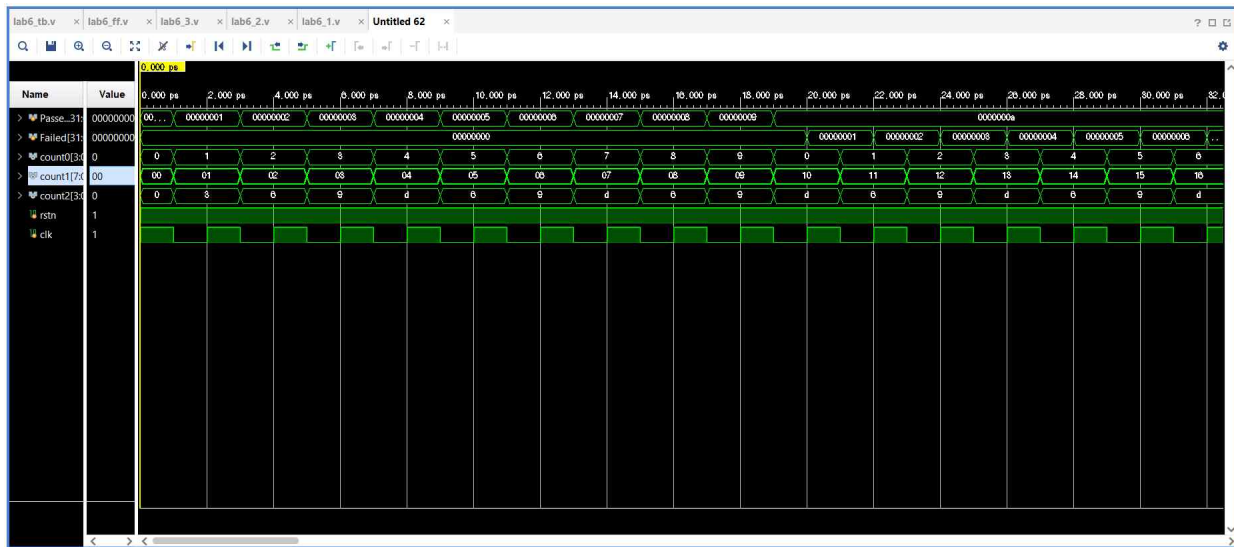 lab6_tb.v × lab6_ff.v × lab6_3.v × lab6_2.v × lab6_1.v × Untitled 62 × ?
0.000 ps
Name Value 0.000 ps 2.000 ps 4.000 ps 6.000 ps 8.000 ps 10.000 ps 12.000 ps 14.000 ps 16.000 ps 18.000 ps 20.000 ps 22.000 ps 24.000 ps 26.000 ps 28.000 ps 30.000 ps 32.
> Passe...31: 00000000 00... 00000001 00000002 00000003 00000004 00000005 00000006 00000007 00000008 00000009 0000000a
> Failed[31: 00000000 00000000 00000001 00000002 00000003 00000004 00000005 00000006 ..
> count0[3:0 0 0 1 2 3 4 5 6 7 8 9 0 1 2 3 4 5 6
> count1[7:0 00 00 01 02 03 04 05 06 07 08 09 10 11 12 13 14 15 16
> count2[3:0 0 0 3 6 9 d 6 9 d 6 9 d 6 9 d 6 9 d
rstn 1
clk 1